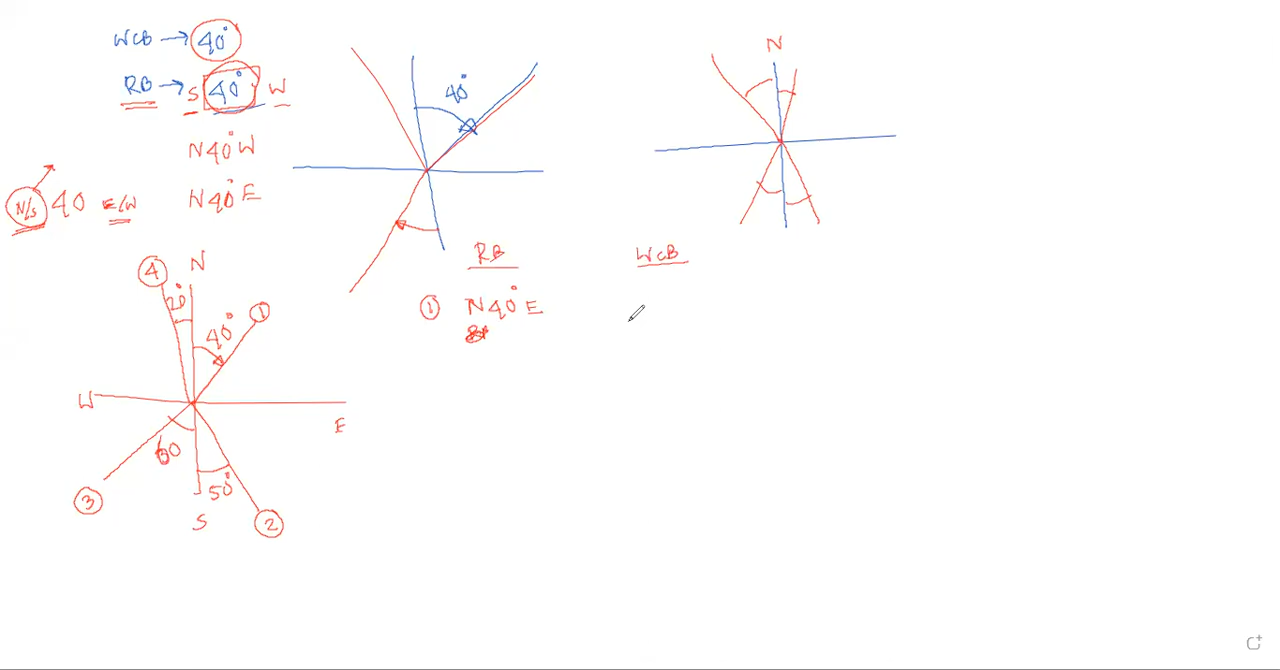 WCB → 40°
RB → S 40° W
N40°W
N/S 40 E/W
N40°E
40°
N
RB
WCB
① N40°E
④
N
20°
40°
①
W
E
60
50°
③
S
②